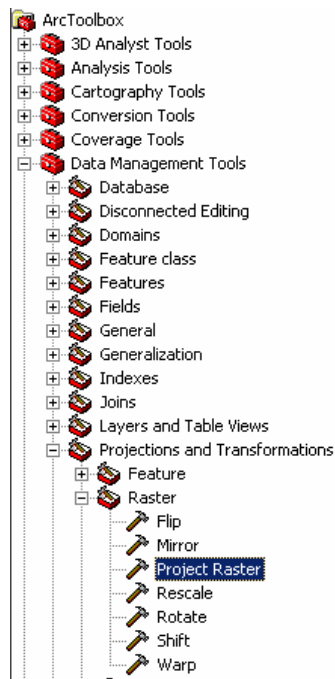 ArcToolbox
3D Analyst Tools
Analysis Tools
Cartography Tools
Conversion Tools
Coverage Tools
Data Management Tools
Database
Disconnected Editing
Domains
Feature class
Features
Fields
General
Generalization
Indexes
Joins
Layers and Table Views
Projections and Transformations
Feature
Raster
Flip
Mirror
Project Raster
Rescale
Rotate
Shift
Warp